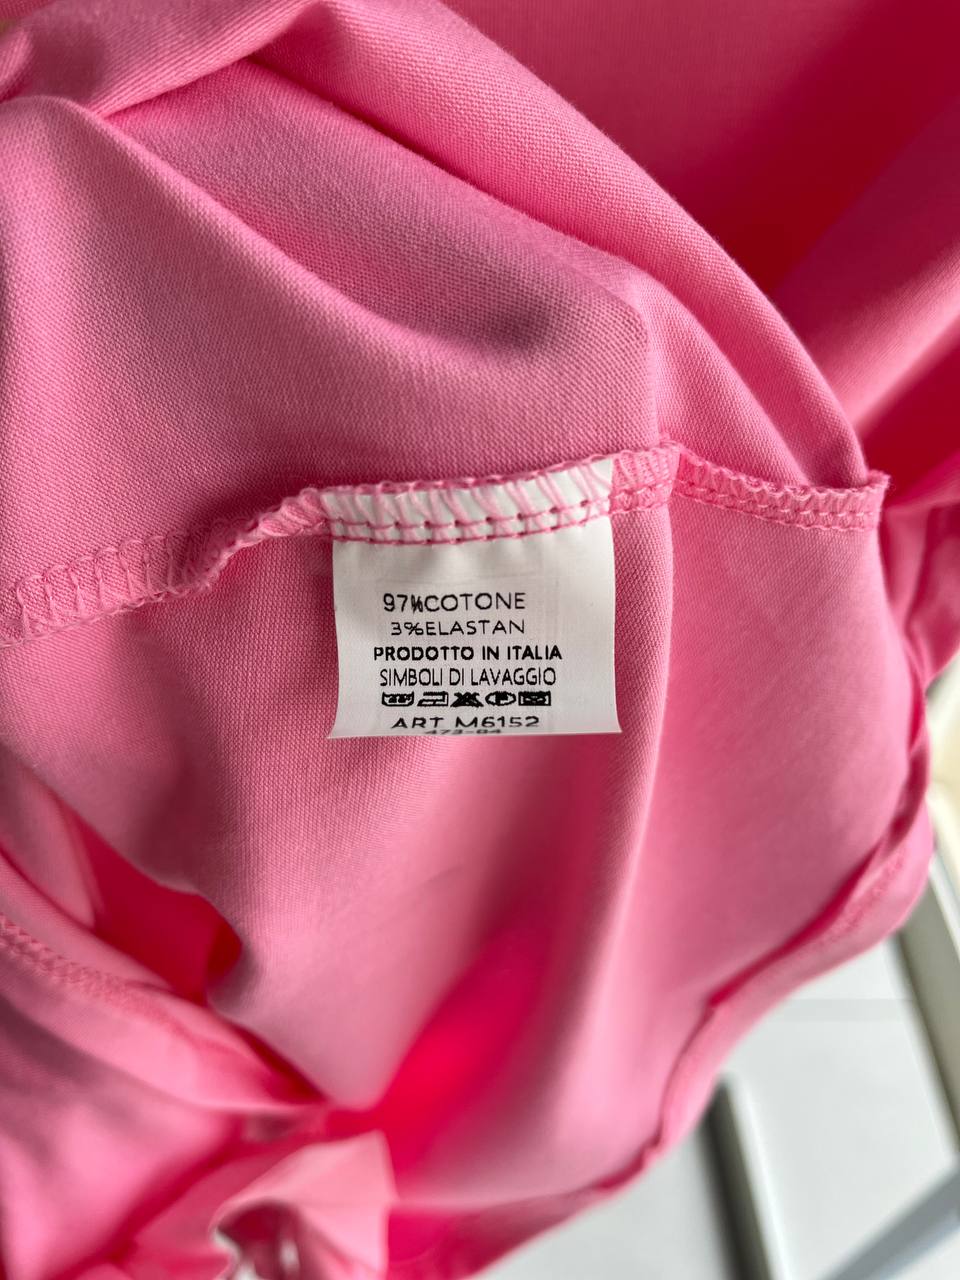 97%COTONE
3%ELASTAN
PRODOTTO IN ITALIA
SIMBOLI DI LAVAGGIO
ART M6152